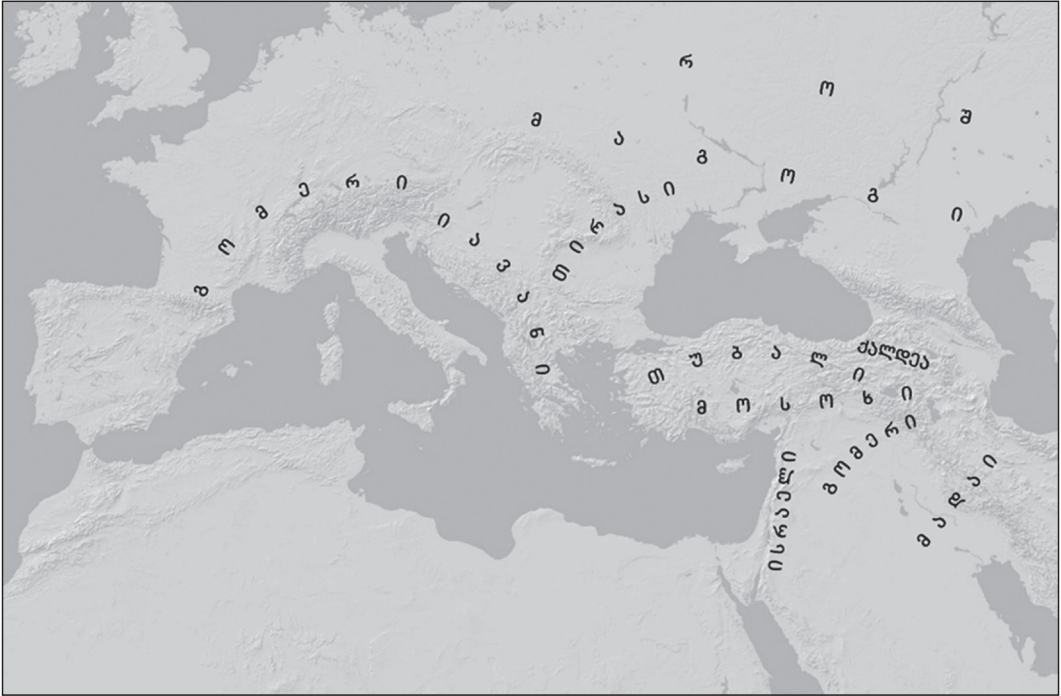 როშ
მაგოგი
გომერი
თირასი
იავანი
ქალდეა
თუბალი
მოსოხი
გომერი
მადაი
ისრაელი